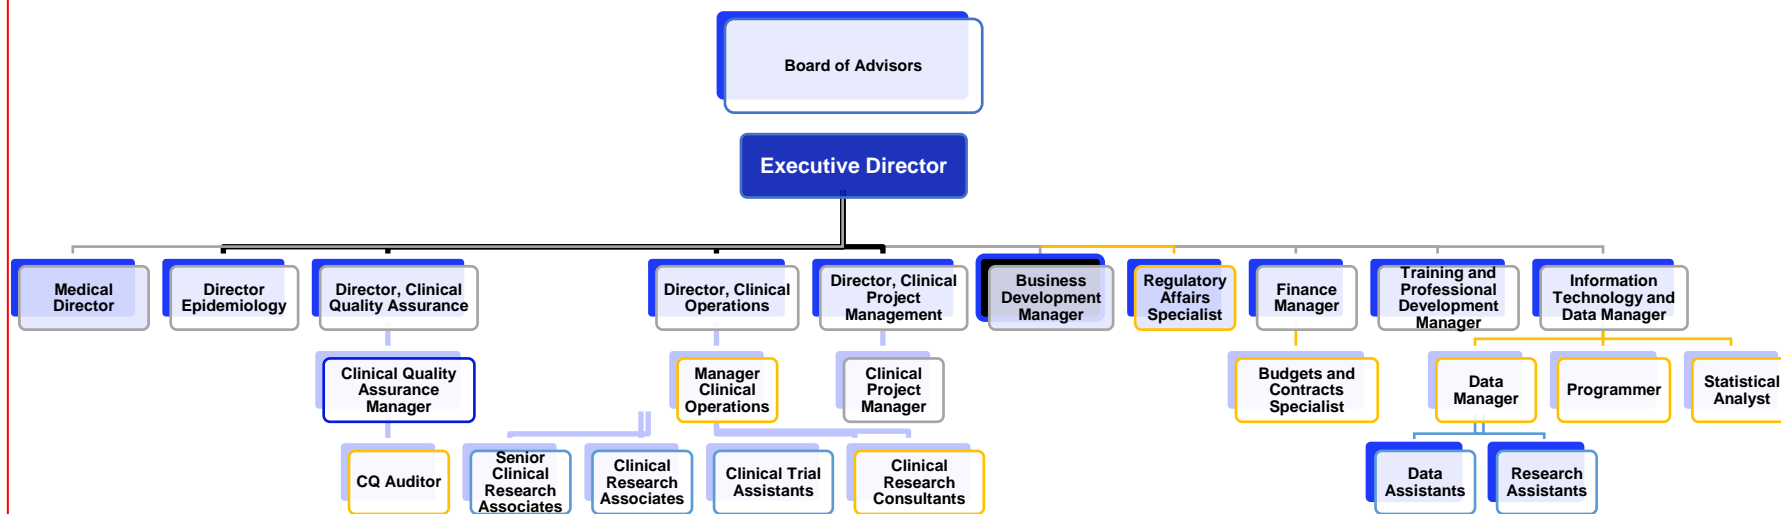 Board of Advisors
Executive Director
Medical
Director
Director
Epidemiology
Director, Clinical
Quality Assurance
Director, Clinical
Operations
Director, Clinical
Project
Management
Business
Development
Manager
Regulatory
Affairs
Specialist
Finance
Manager
Training and
Professional
Development
Manager
Information
Technology and
Data Manager
Clinical Quality
Assurance
Manager
Manager
Clinical
Operations
Clinical
Project
Manager
Budgets and
Contracts
Specialist
Data
Manager
Programmer
Statistical
Analyst
CQ Auditor
Senior
Clinical
Research
Associates
Clinical
Research
Associates
Clinical Trial
Assistants
Clinical
Research
Consultants
Data
Assistants
Research
Assistants